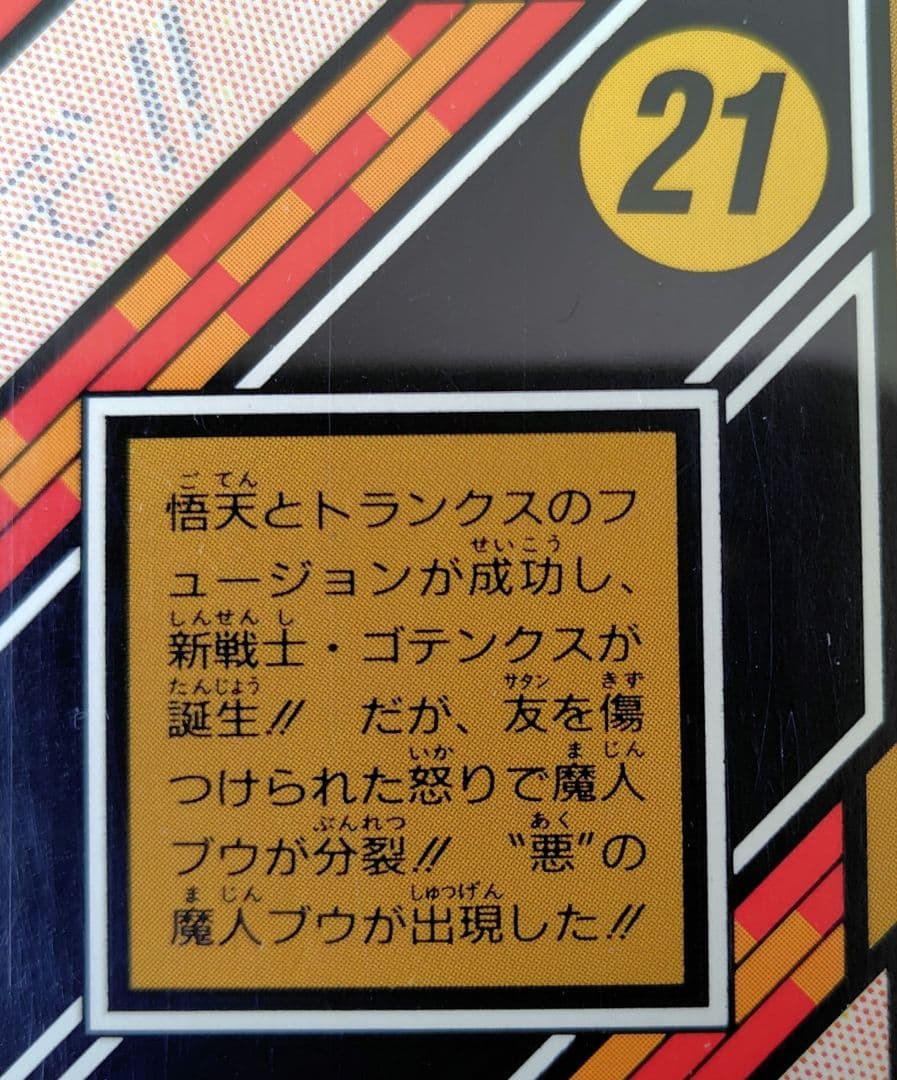 ぞ!!
21
悟天とトランクスのフ
ュージョンが成功し、
新戦士・ゴテンクスが
誕生!! だが、友を傷
つけられた怒りで魔人
ブウが分裂!! “悪”の
魔人ブウが出現した!!